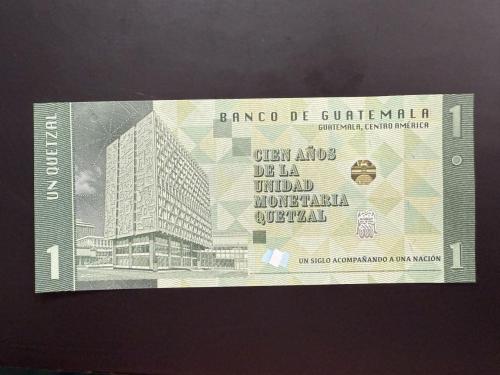 UN QUETZAL
1
BANCO DE GUATEMALA
GUATEMALA, CENTRO AMÉRICA
CIEN AÑOS
DE LA
UNIDAD
MONETARIA
QUETZAL
UN SIGLO ACOMPAÑANDO A UNA NACIÓN
1
1